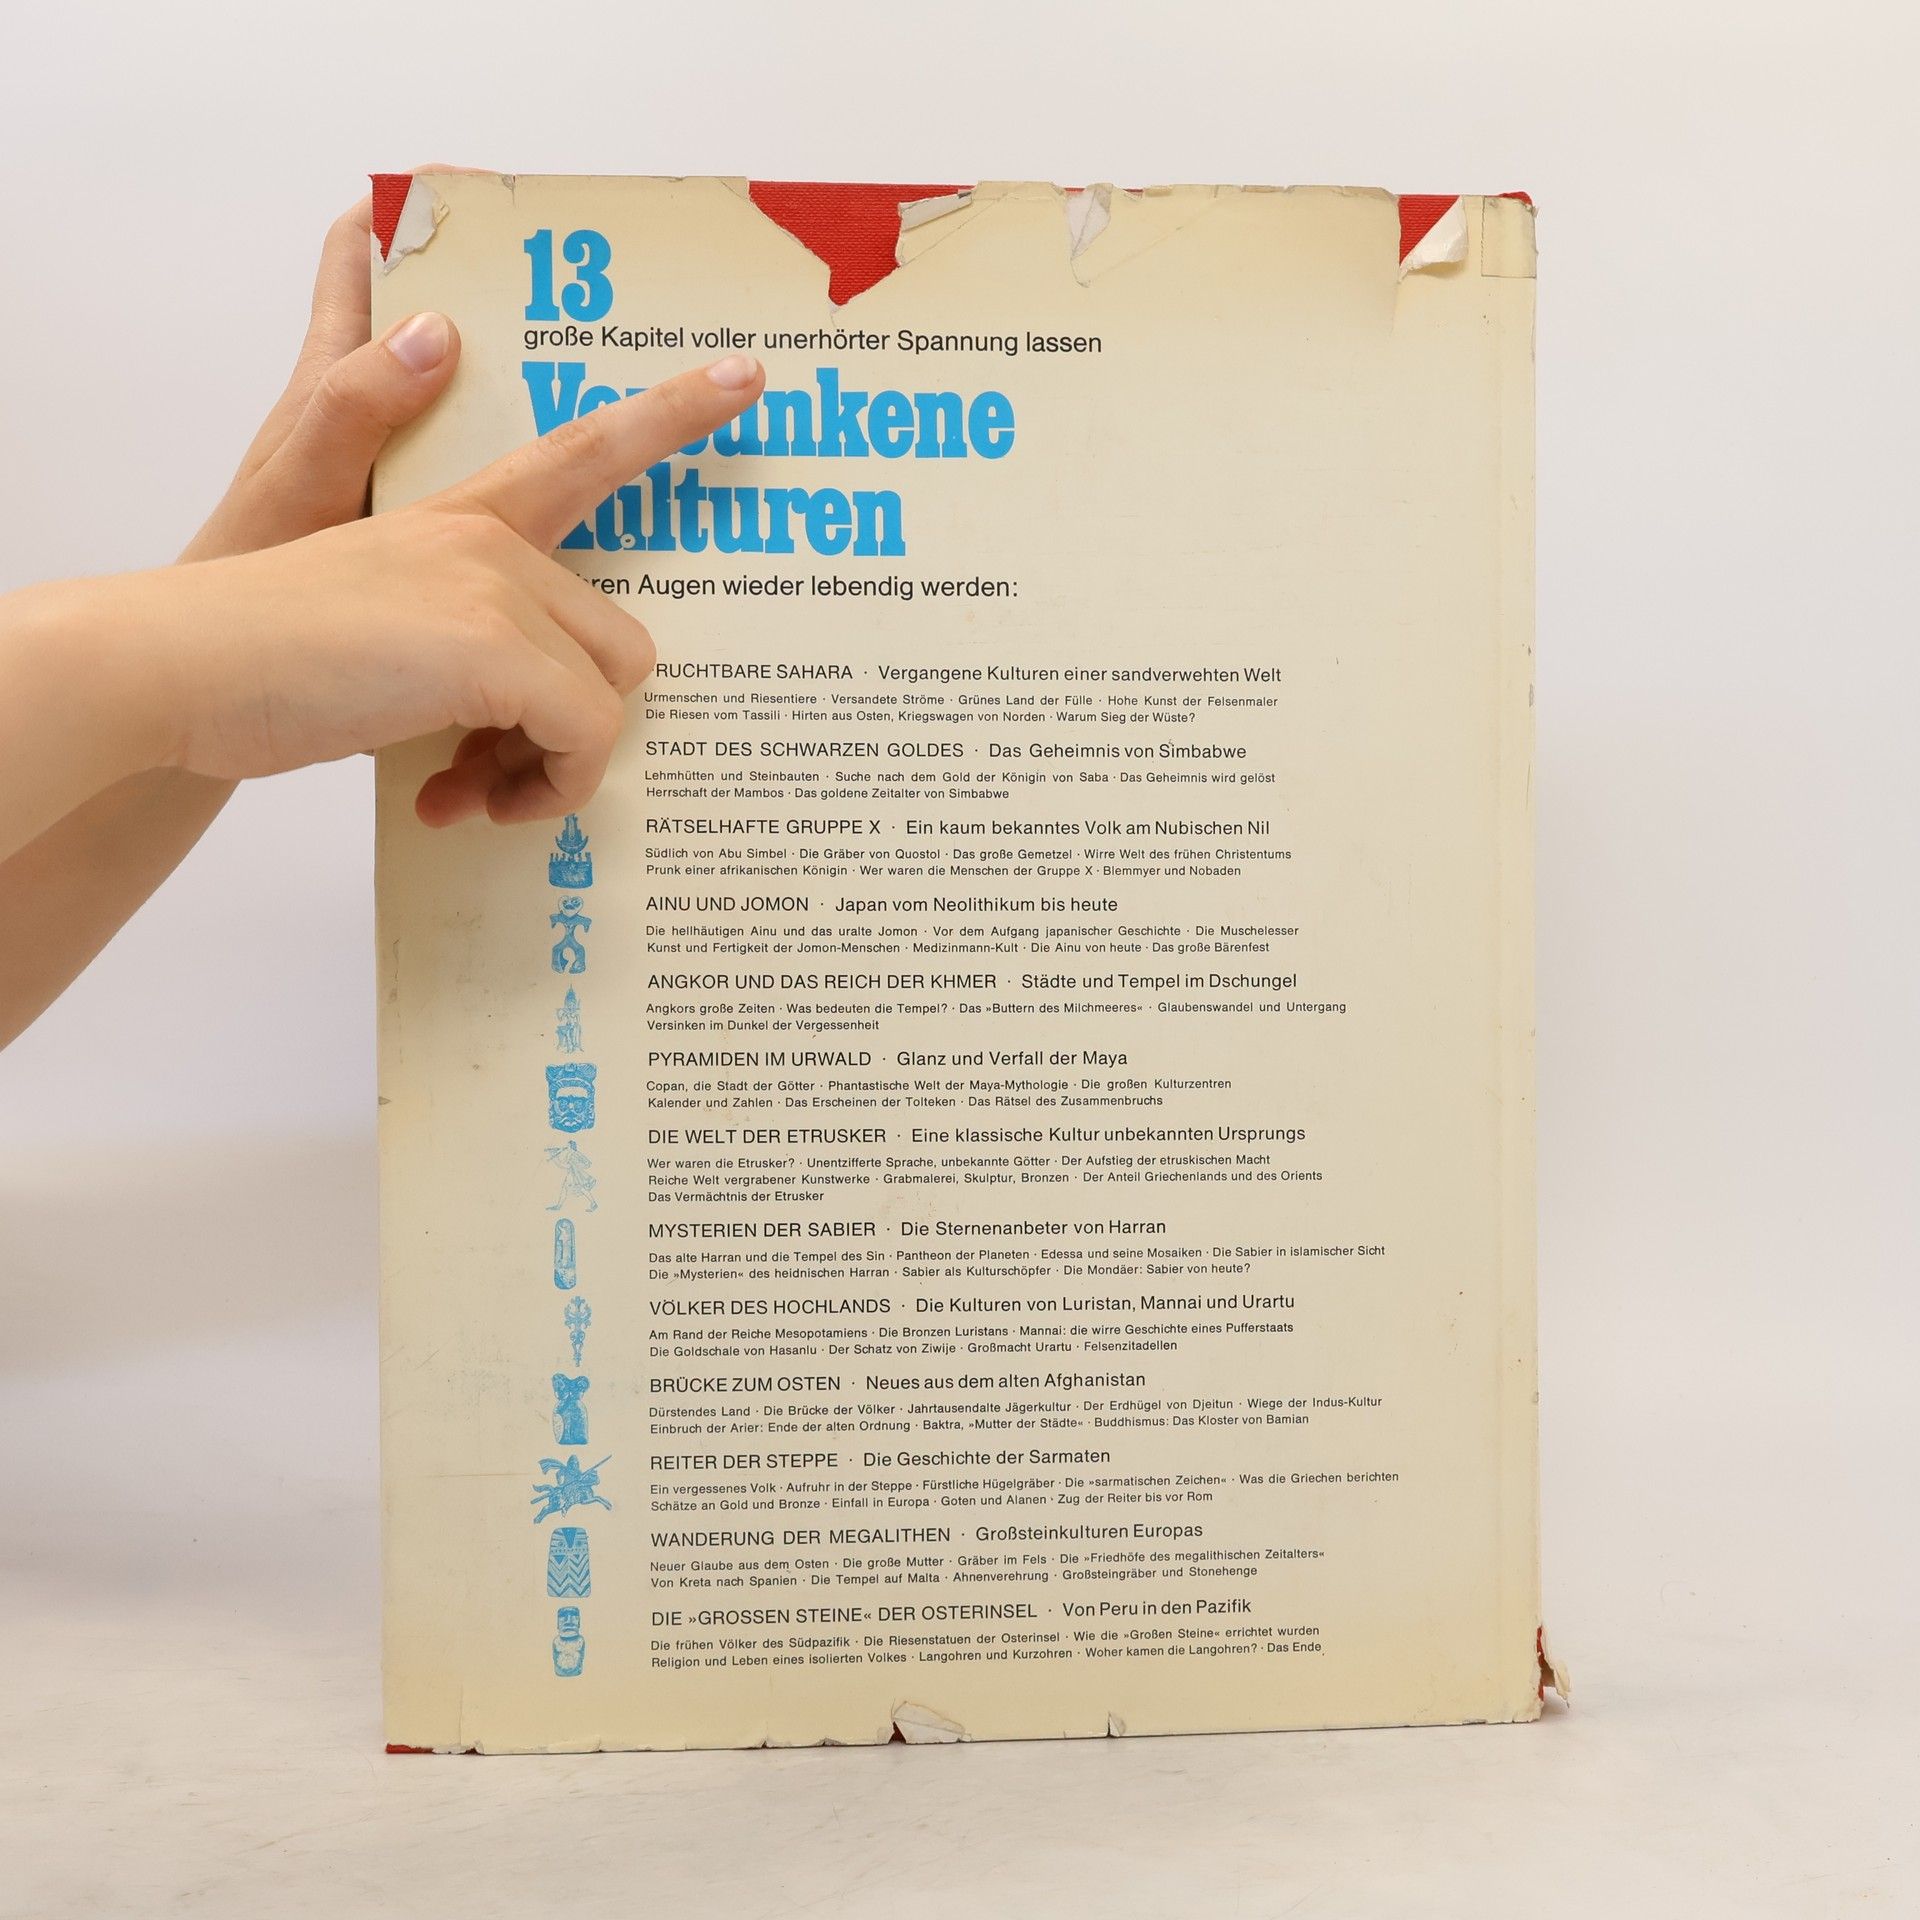 13
große Kapitel voller unerhörter Spannung lassen
Versunkene
Kulturen
Augen wieder lebendig werden:
FRUCHTBARE SAHARA · Vergangene Kulturen einer sandverwehten Welt
Urmenschen und Riesentiere · Versandete Ströme · Grünes Land der Fülle · Hohe Kunst der Felsenmaler
Die Riesen vom Tassili · Hirten aus Osten, Kriegswagen von Norden · Warum Sieg der Wüste?
STADT DES SCHWARZEN GOLDES · Das Geheimnis von Simbabwe
Lehmhütten und Steinbauten · Suche nach dem Gold der Königin von Saba · Das Geheimnis wird gelöst
Herrschaft der Mambos · Das goldene Zeitalter von Simbabwe
RÄTSELHAFTE GRUPPE X · Ein kaum bekanntes Volk am Nubischen Nil
Südlich von Abu Simbel · Die Gräber von Quostol · Das große Gemetzel · Wirre Welt des frühen Christentums
Prunk einer afrikanischen Königin · Wer waren die Menschen der Gruppe X · Blemmyer und Nobaden
AINU UND JOMON · Japan vom Neolithikum bis heute
Die hellhäutigen Ainu und das uralte Jomon · Vor dem Aufgang japanischer Geschichte · Die Muschelesser
Kunst und Fertigkeit der Jomon-Menschen · Medizinmann-Kult · Die Ainu von heute · Das große Bärenfest
ANGKOR UND DAS REICH DER KHMER · Städte und Tempel im Dschungel
Angkors große Zeiten · Was bedeuten die Tempel? · Das »Buttern des Milchmeeres« · Glaubenswandel und Untergang
Versinken im Dunkel der Vergessenheit
PYRAMIDEN IM URWALD · Glanz und Verfall der Maya
Copan, die Stadt der Götter · Phantastische Welt der Maya-Mythologie · Die großen Kulturzentren
Kalender und Zahlen · Das Erscheinen der Tolteken · Das Rätsel des Zusammenbruchs
DIE WELT DER ETRUSKER · Eine klassische Kultur unbekannten Ursprungs
Wer waren die Etrusker? · Unentzifferte Sprache, unbekannte Götter · Der Aufstieg der etruskischen Macht
Reiche Welt vergrabener Kunstwerke · Grabmalerei, Skulptur, Bronzen · Der Anteil Griechenlands und des Orients
Das Vermächtnis der Etrusker
MYSTERIEN DER SABIER · Die Sternenanbeter von Harran
Das alte Harran und die Tempel des Sin · Pantheon der Planeten · Edessa und seine Mosaiken · Die Sabier in islamischer Sicht
Die »Mysterien« des heidnischen Harran · Sabier als Kulturschöpfer · Die Mondäer: Sabier von heute?
VÖLKER DES HOCHLANDS · Die Kulturen von Luristan, Mannai und Urartu
Am Rand der Reiche Mesopotamiens · Die Bronzen Luristans · Mannai: die wirre Geschichte eines Pufferstaats
Die Goldschale von Hasanlu · Der Schatz von Ziwije · Großmacht Urartu · Felsenzitadellen
BRÜCKE ZUM OSTEN · Neues aus dem alten Afghanistan
Dürstendes Land · Die Brücke der Völker · Jahrtausendalte Jägerkultur · Der Erdhügel von Djeitun · Wiege der Indus-Kultur
Einbruch der Arier: Ende der alten Ordnung · Baktra, »Mutter der Städte« · Buddhismus: Das Kloster von Bamian
REITER DER STEPPE · Die Geschichte der Sarmaten
Ein vergessenes Volk · Aufruhr in der Steppe · Fürstliche Hügelgräber · Die »sarmatischen Zeichen« · Was die Griechen berichten
Schätze an Gold und Bronze · Einfall in Europa · Goten und Alanen · Zug der Reiter bis vor Rom
WANDERUNG DER MEGALITHEN · Großsteinkulturen Europas
Neuer Glaube aus dem Osten · Die große Mutter · Gräber im Fels · Die »Friedhöfe des megalithischen Zeitalters«
Von Kreta nach Spanien · Die Tempel auf Malta · Ahnenverehrung · Großsteingräber und Stonehenge
DIE »GROSSEN STEINE« DER OSTERINSEL · Von Peru in den Pazifik
Die frühen Völker des Südpazifik · Die Riesenstatuen der Osterinsel · Wie die »Großen Steine« errichtet wurden
Religion und Leben eines isolierten Volkes · Langohren und Kurzohren · Woher kamen die Langohren? · Das Ende